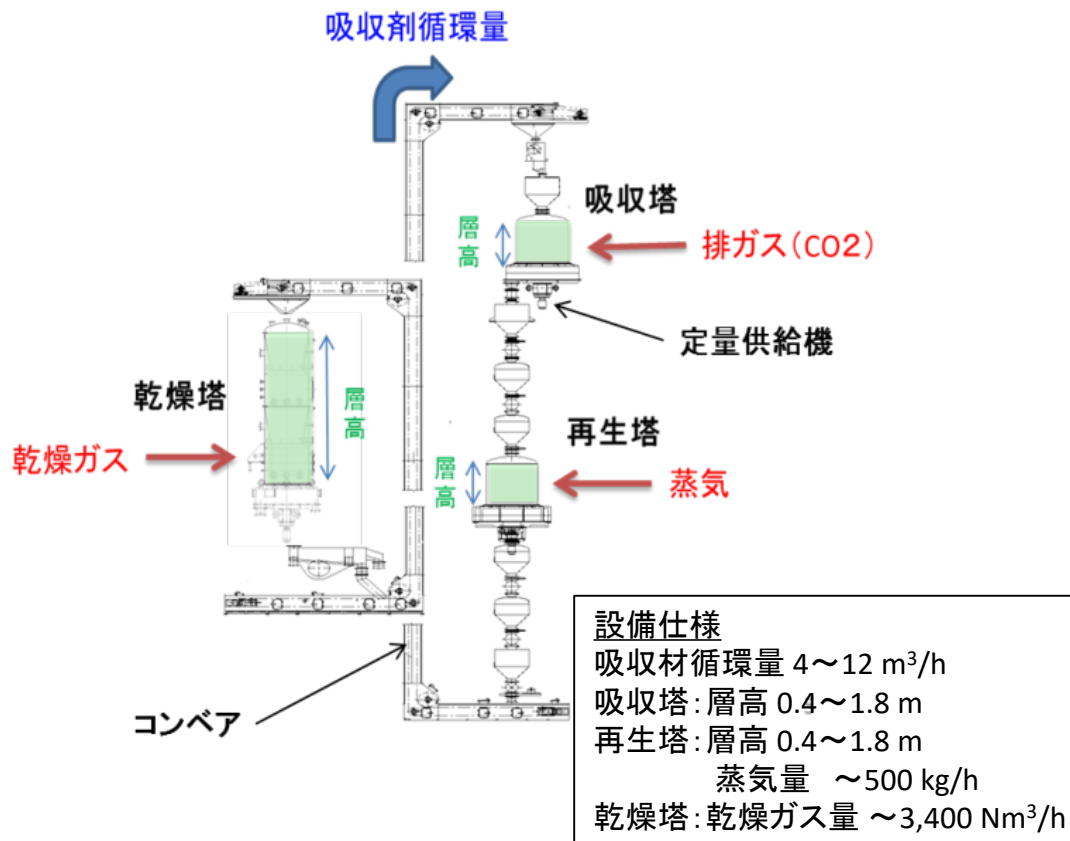 吸収剤循環量
吸収塔
層高
排ガス(CO2)
定量供給機
乾燥塔
層高
乾燥ガス
再生塔
層高
蒸気
コンベア
設備仕様
吸収材循環量 4～12 m³/h
吸収塔：層高 0.4～1.8 m
再生塔：層高 0.4～1.8 m
蒸気量 ～500 kg/h
乾燥塔：乾燥ガス量 ～3,400 Nm³/h